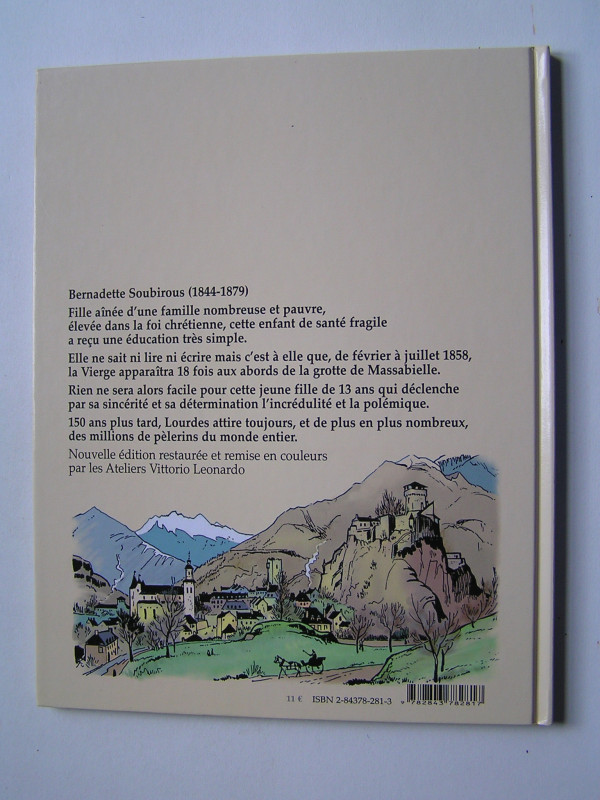 Bernadette Soubirous (1844-1879)
Fille aînée d'une famille nombreuse et pauvre,
élevée dans la foi chrétienne, cette enfant de santé fragile
a reçu une éducation très simple.
Elle ne sait ni lire ni écrire mais c'est à elle que, de février à juillet 1858,
la Vierge apparaîtra 18 fois aux abords de la grotte de Massabielle.
Rien ne sera alors facile pour cette jeune fille de 13 ans qui déclenche
par sa sincérité et sa détermination l'incrédulité et la polémique.
150 ans plus tard, Lourdes attire toujours, et de plus en plus nombreux,
des millions de pèlerins du monde entier.
Nouvelle édition restaurée et remise en couleurs
par les Ateliers Vittorio Leonardo
11 € ISBN 2-84378-281-3
9 782843 782817